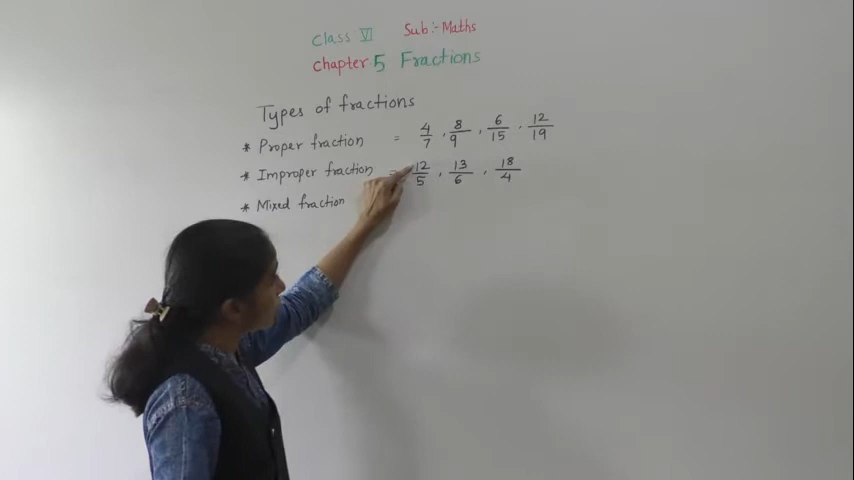 Class VI Sub:- Maths
chapter 5 Fractions
Types of fractions
* Proper fraction = 4/7, 8/9, 6/15, 12/19
* Improper fraction = 12/5, 13/6, 18/4
* Mixed fraction